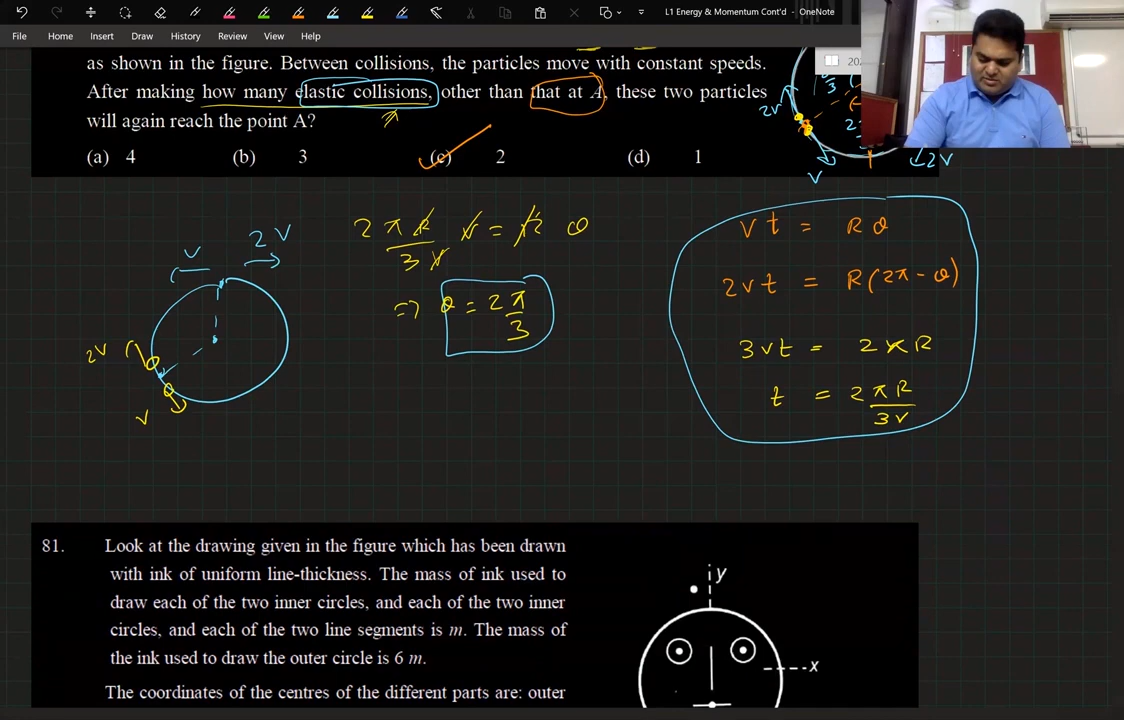 L1 Energy & Momentum Cont'd - OneNote
File Home Insert Draw History Review View Help
as shown in the figure. Between collisions, the particles move with constant speeds.
After making how many elastic collisions, other than that at A, these two particles
will again reach the point A?
(a) 4 (b) 3 (c) 2 (d) 1
2V
V
2V
V
2V
2V
V
2πR/3V V = R θ
=> θ = 2π/3
Vt = Rθ
2Vt = R(2π - θ)
3Vt = 2πR
t = 2πR/3V
81. Look at the drawing given in the figure which has been drawn
with ink of uniform line-thickness. The mass of ink used to
draw each of the two inner circles, and each of the two inner
circles, and each of the two line segments is m. The mass of
the ink used to draw the outer circle is 6 m.
The coordinates of the centres of the different parts are: outer
y
x